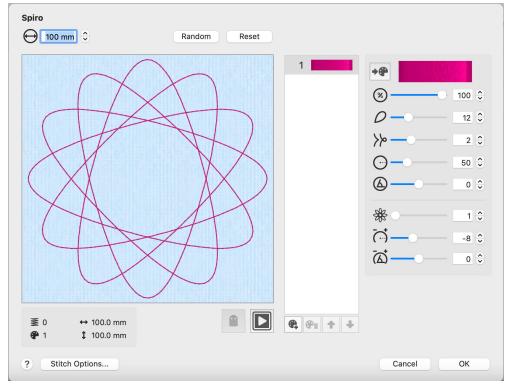 Spiro
100 mm
Random
Reset
1
100
12
2
50
0
1
-8
0
0
100.0 mm
1
100.0 mm
?
Stitch Options...
Cancel
OK